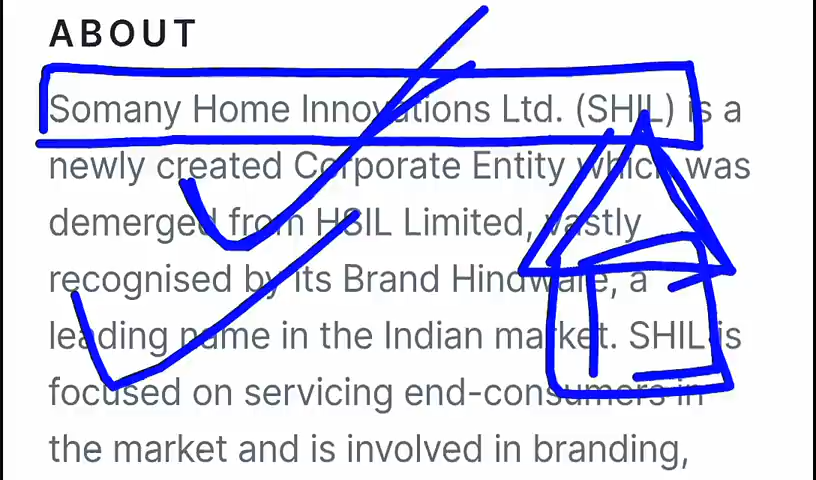 ABOUT
Somany Home Innovations Ltd. (SHIL) is a
newly created Corporate Entity which was
demerged from HSIL Limited, vastly
recognised by its Brand Hindware, a
leading name in the Indian market. SHIL is
focused on servicing end-consumers in
the market and is involved in branding,